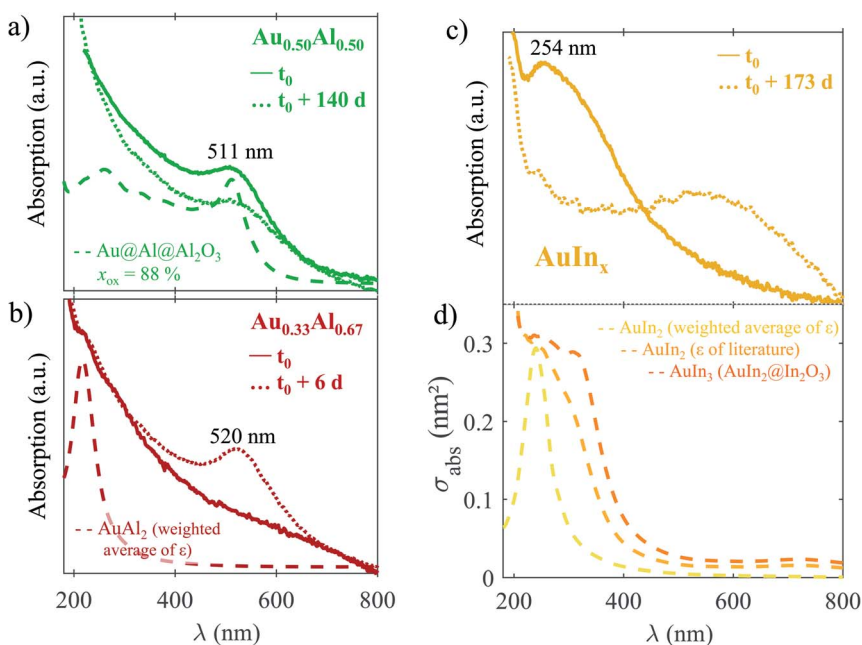 a)
Au0.50Al0.50
t0
t0 + 140 d
511 nm
Absorption (a.u.)
Au@Al@Al2O3
xox = 88 %
b)
Au0.33Al0.67
t0
t0 + 6 d
520 nm
Absorption (a.u.)
AuAl2 (weighted
average of ε)
200 400 600 800
λ (nm)
c)
254 nm
t0
t0 + 173 d
Absorption (a.u.)
AuInx
d)
AuIn2 (weighted average of ε)
AuIn2 (ε of literature)
AuIn3 (AuIn2@In2O3)
σabs (nm²)
0.3
0.2
0.1
0
200 400 600 800
λ (nm)